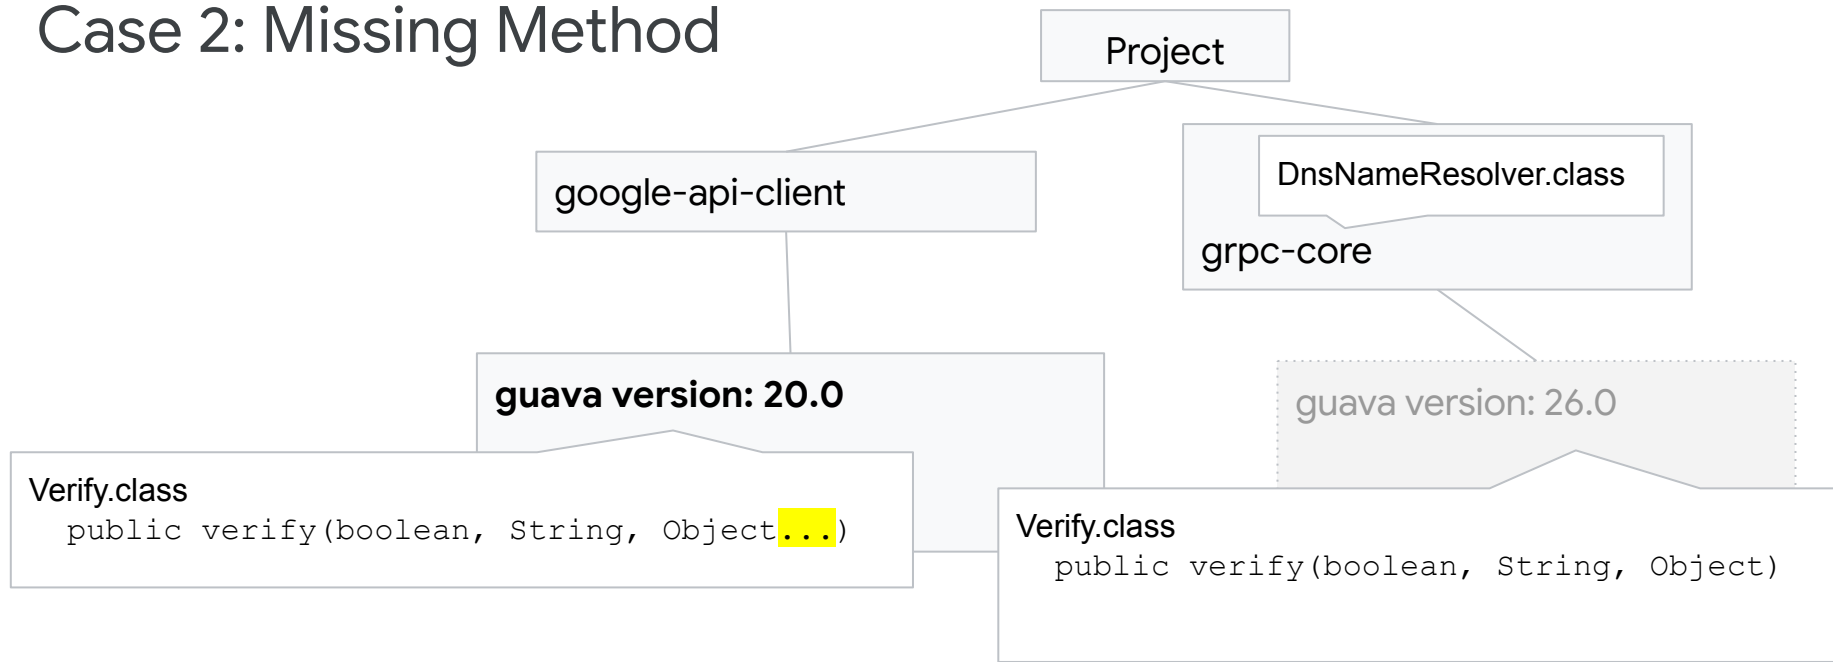 Case 2: Missing Method
Project
google-api-client
DnsNameResolver.class
grpc-core
guava version: 20.0
guava version: 26.0
Verify.class
public verify(boolean, String, Object...)
Verify.class
public verify(boolean, String, Object)